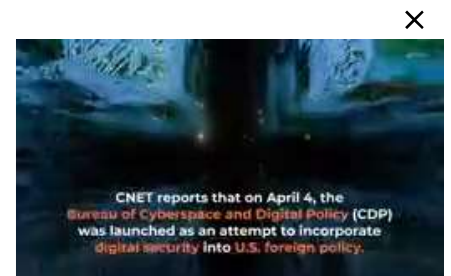 CNET reports that on April 4, the
Bureau of Cyberspace and Digital Policy (CDP)
was launched as an attempt to incorporate
digital security into U.S. foreign policy.